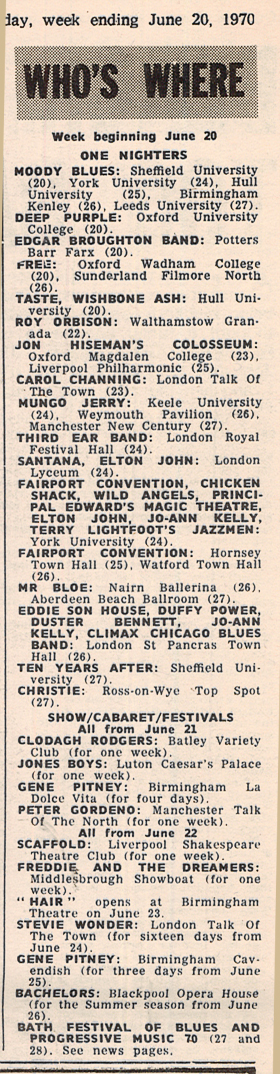 day, week ending June 20, 1970
WHO'S WHERE
Week beginning June 20
ONE NIGHTERS
MOODY BLUES: Sheffield University
(20), York University (24), Hull
University (25), Birmingham
Kenley (26), Leeds University (27).
DEEP PURPLE: Oxford University
College (20).
EDGAR BROUGHTON BAND: Potters
Barr Farx (20).
FREE: Oxford Wadham College
(20), Sunderland Filmore North
(26).
TASTE, WISHBONE ASH: Hull Uni-
versity (20).
ROY ORBISON: Walthamstow Gran-
ada (22).
JON HISEMAN'S COLOSSEUM:
Oxford Magdalen College (23),
Liverpool Philharmonic (25).
CAROL CHANNING: London Talk Of
The Town (23).
MUNGO JERRY: Keele University
(24), Weymouth Pavilion (26),
Manchester New Century (27).
THIRD EAR BAND: London Royal
Festival Hall (24).
SANTANA, ELTON JOHN: London
Lyceum (24).
FAIRPORT CONVENTION, CHICKEN
SHACK, WILD ANGELS, PRINCI-
PAL EDWARD'S MAGIC THEATRE,
ELTON JOHN, JO-ANN KELLY,
TERRY LIGHTFOOT'S JAZZMEN:
York University (24).
FAIRPORT CONVENTION: Hornsey
Town Hall (25), Watford Town Hall
(26).
MR BLOE: Nairn Ballerina (26),
Aberdeen Beach Ballroom (27).
EDDIE SON HOUSE, DUFFY POWER,
DUSTER BENNETT, JO-ANN
KELLY, CLIMAX CHICAGO BLUES
BAND: London St Pancras Town
Hall (26).
TEN YEARS AFTER: Sheffield Uni-
versity (27).
CHRISTIE: Ross-on-Wye Top Spot
(27).
SHOW/CABARET/FESTIVALS
All from June 21
CLODAGH RODGERS: Batley Variety
Club (for one week).
JONES BOYS: Luton Caesar's Palace
(for one week).
GENE PITNEY: Birmingham La
Dolce Vita (for four days).
PETER GORDENO: Manchester Talk
Of The North (for one week).
All from June 22
SCAFFOLD: Liverpool Shakespeare
Theatre Club (for one week).
FREDDIE AND THE DREAMERS:
Middlesbrough Showboat (for one
week).
"HAIR" opens at Birmingham
Theatre on June 23.
STEVIE WONDER: London Talk Of
The Town (for sixteen days from
June 24).
GENE PITNEY: Birmingham Cav-
endish (for three days from June
25).
BACHELORS: Blackpool Opera House
(for the Summer season from June
26).
BATH FESTIVAL OF BLUES AND
PROGRESSIVE MUSIC 70 (27 and
28). See news pages.